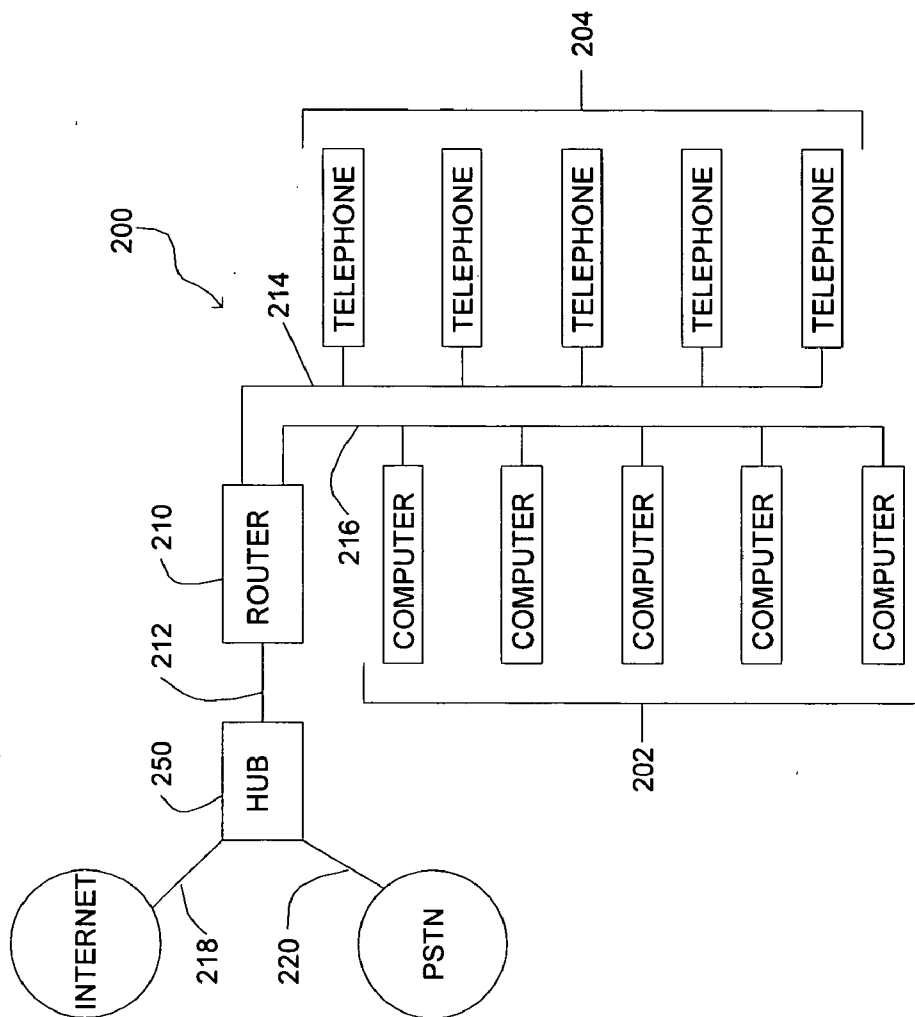 INTERNET
200
250
212
210
218
HUB
ROUTER
214
220
TELEPHONE
216
COMPUTER
PSTN
TELEPHONE
COMPUTER
TELEPHONE
204
202
COMPUTER
TELEPHONE
COMPUTER
TELEPHONE
COMPUTER